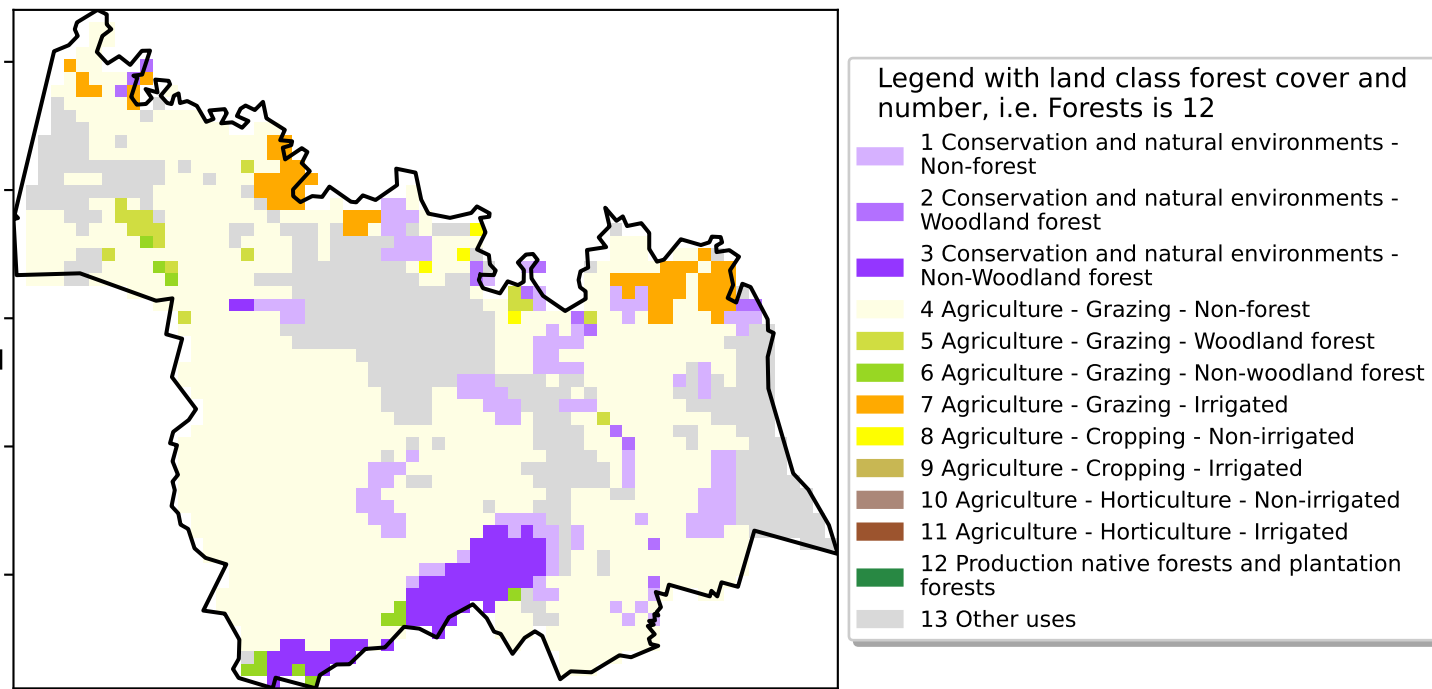 Legend with land class forest cover and
number, i.e. Forests is 12
1 Conservation and natural environments -
Non-forest
2 Conservation and natural environments -
Woodland forest
3 Conservation and natural environments -
Non-Woodland forest
4 Agriculture - Grazing - Non-forest
5 Agriculture - Grazing - Woodland forest
6 Agriculture - Grazing - Non-woodland forest
7 Agriculture - Grazing - Irrigated
8 Agriculture - Cropping - Non-irrigated
9 Agriculture - Cropping - Irrigated
10 Agriculture - Horticulture - Non-irrigated
11 Agriculture - Horticulture - Irrigated
12 Production native forests and plantation
forests
13 Other uses